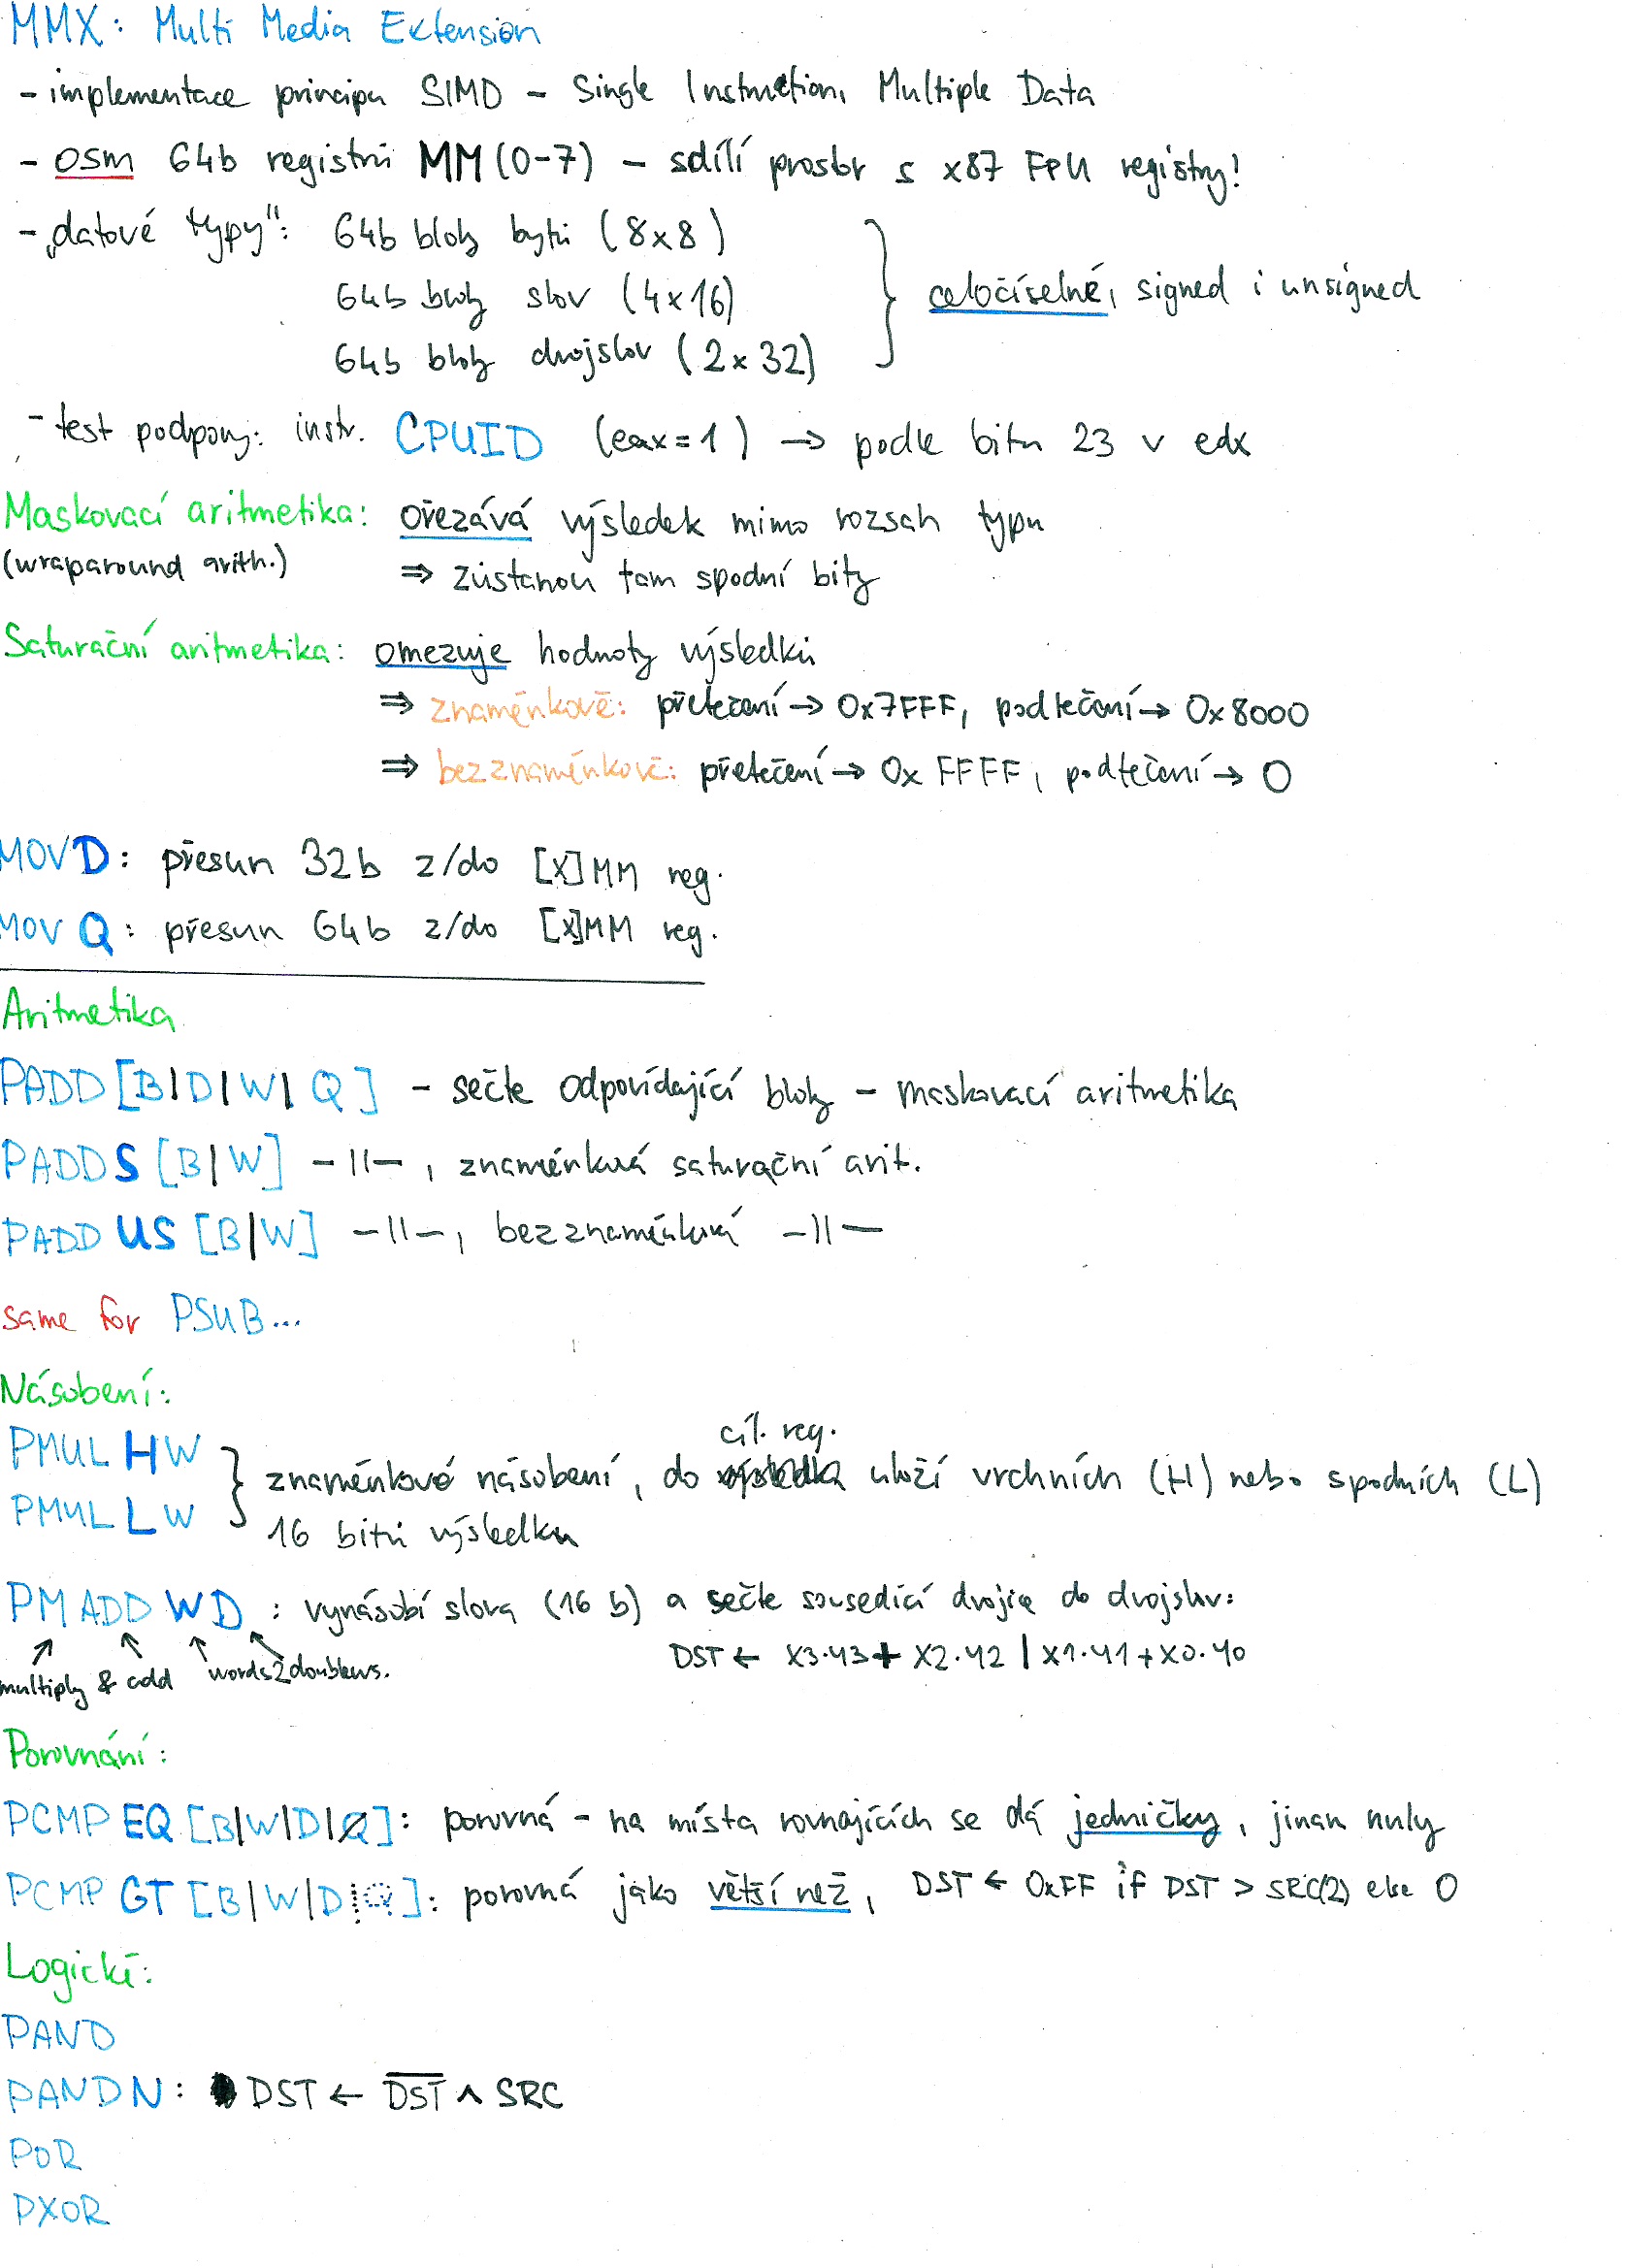 MMX: Multi Media Extension
- implementace principu SIMD - Single Instruction, Multiple Data
- osm 64b registrů MM(0-7) - sdílí prostor s x87 FPU registry!
- „datové typy": 64b bloky bytů (8x8)
64b bloky slov (4x16)
64b bloky dvojslov (2x32)
} celočíselné, signed i unsigned
- test podpory: instr. CPUID (eax=1) → podle bitu 23 v edx
Maskovací aritmetika: ořezává výsledek mimo rozsah typu
(wraparound arith.) ⇒ zůstanou tam spodní bity
Saturační aritmetika: omezuje hodnoty výsledků
⇒ znaménkově: přetečení → 0x7FFF, podtečení → 0x8000
⇒ bezznaménkově: přetečení → 0xFFFF, podtečení → 0
MOVD: přesun 32b z/do [X]MM reg.
MOVQ: přesun 64b z/do [X]MM reg.
Aritmetika
PADD[B|D|W|Q] - sečte odpovídající bloky - maskovací aritmetika
PADDS[B|W] -||-, znaménková saturační arit.
PADDUS[B|W] -||-, bezznaménková -||-
same for PSUB...
Násobení:
PMULHW
PMULLW
} znaménkové násobení, do cíl. reg. uloží vrchních (H) nebo spodních (L)
16 bitů výsledku
PMADDWD: vynásobí slova (16 b) a sečte sousedící dvojice do dvojslov:
DST ← X3·Y3 + X2·Y2 | X1·Y1 + X0·Y0
multiply & add words2doublews.
Porovnání:
PCMPEQ[B|W|D|Q]: porovná - na místa rovnajících se dá jedničky, jinak nuly
PCMPGT[B|W|D|Q]: porovná jako větší než, DST ← 0xFF if DST > SRC(2) else 0
Logické:
PAND
PANDN: DST ← D̅S̅T̅ ∧ SRC
POR
PXOR